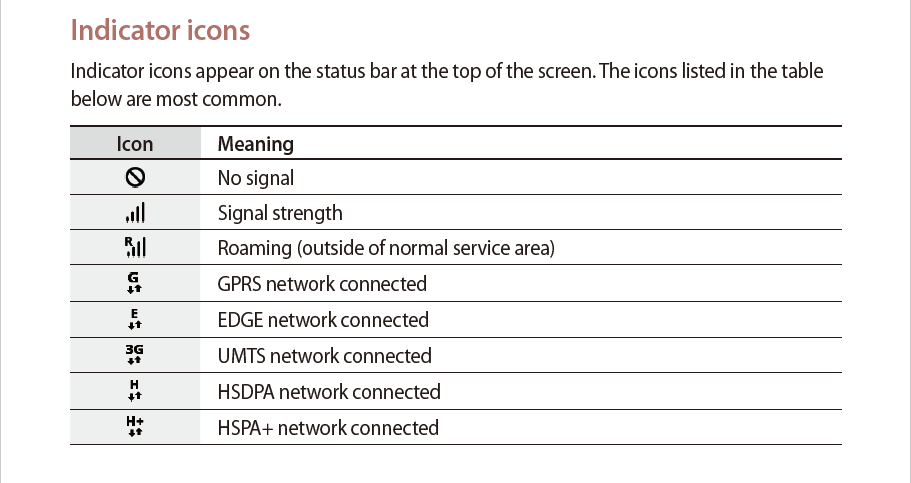 Indicator icons
Indicator icons appear on the status bar at the top of the screen. The icons listed in the table
below are most common.
Icon Meaning
No signal
Signal strength
R Roaming (outside of normal service area)
G GPRS network connected
E EDGE network connected
3G UMTS network connected
H HSDPA network connected
H+ HSPA+ network connected